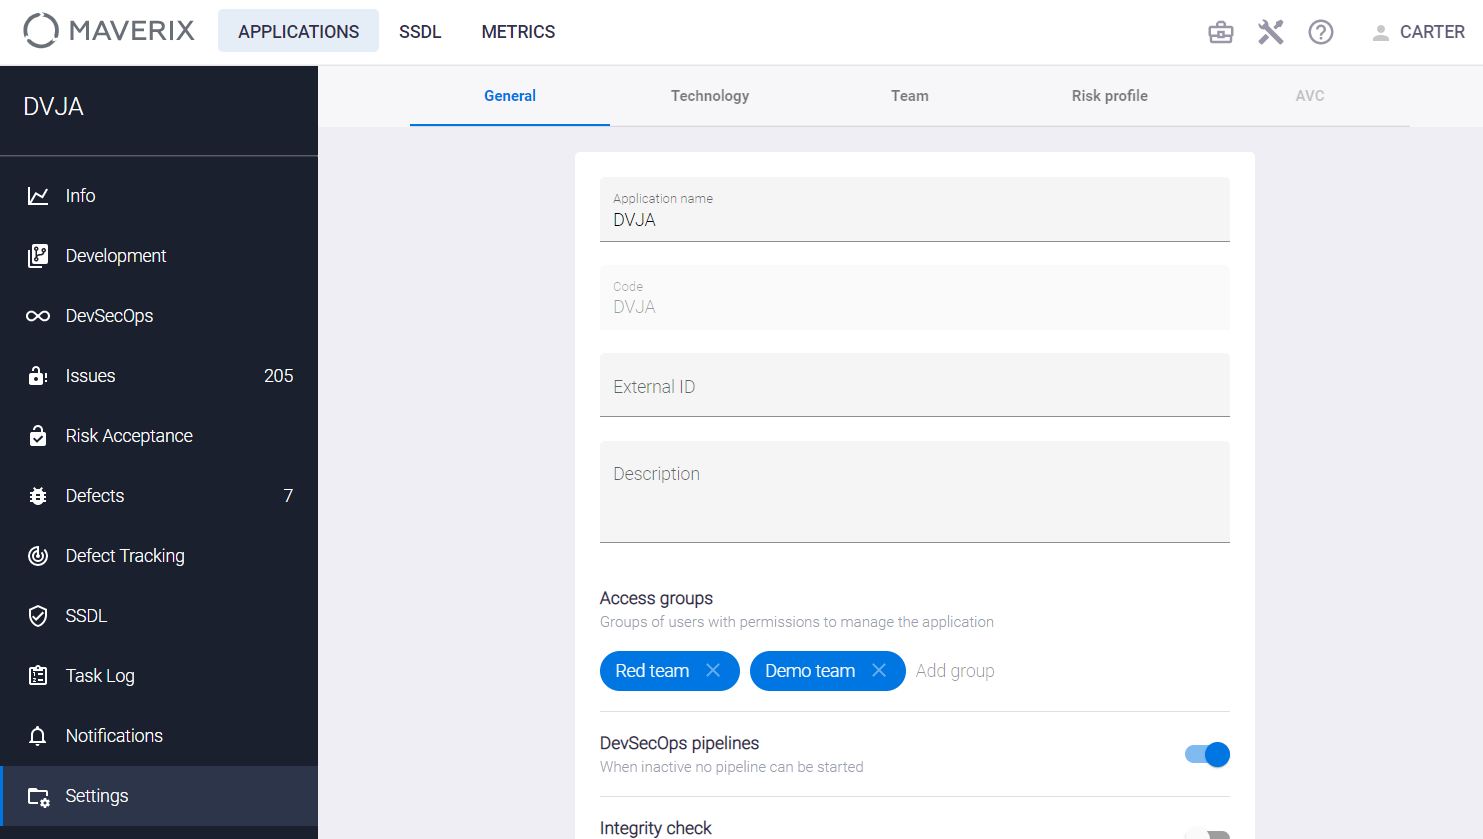 MAVERIX
APPLICATIONS
SSDL
METRICS
CARTER
DVJA
Info
Development
DevSecOps
Issues 205
Risk Acceptance
Defects 7
Defect Tracking
SSDL
Task Log
Notifications
Settings
General
Technology
Team
Risk profile
AVC
Application name
DVJA
Code
DVJA
External ID
Description
Access groups
Groups of users with permissions to manage the application
Red team
Demo team
Add group
DevSecOps pipelines
When inactive no pipeline can be started
Integrity check